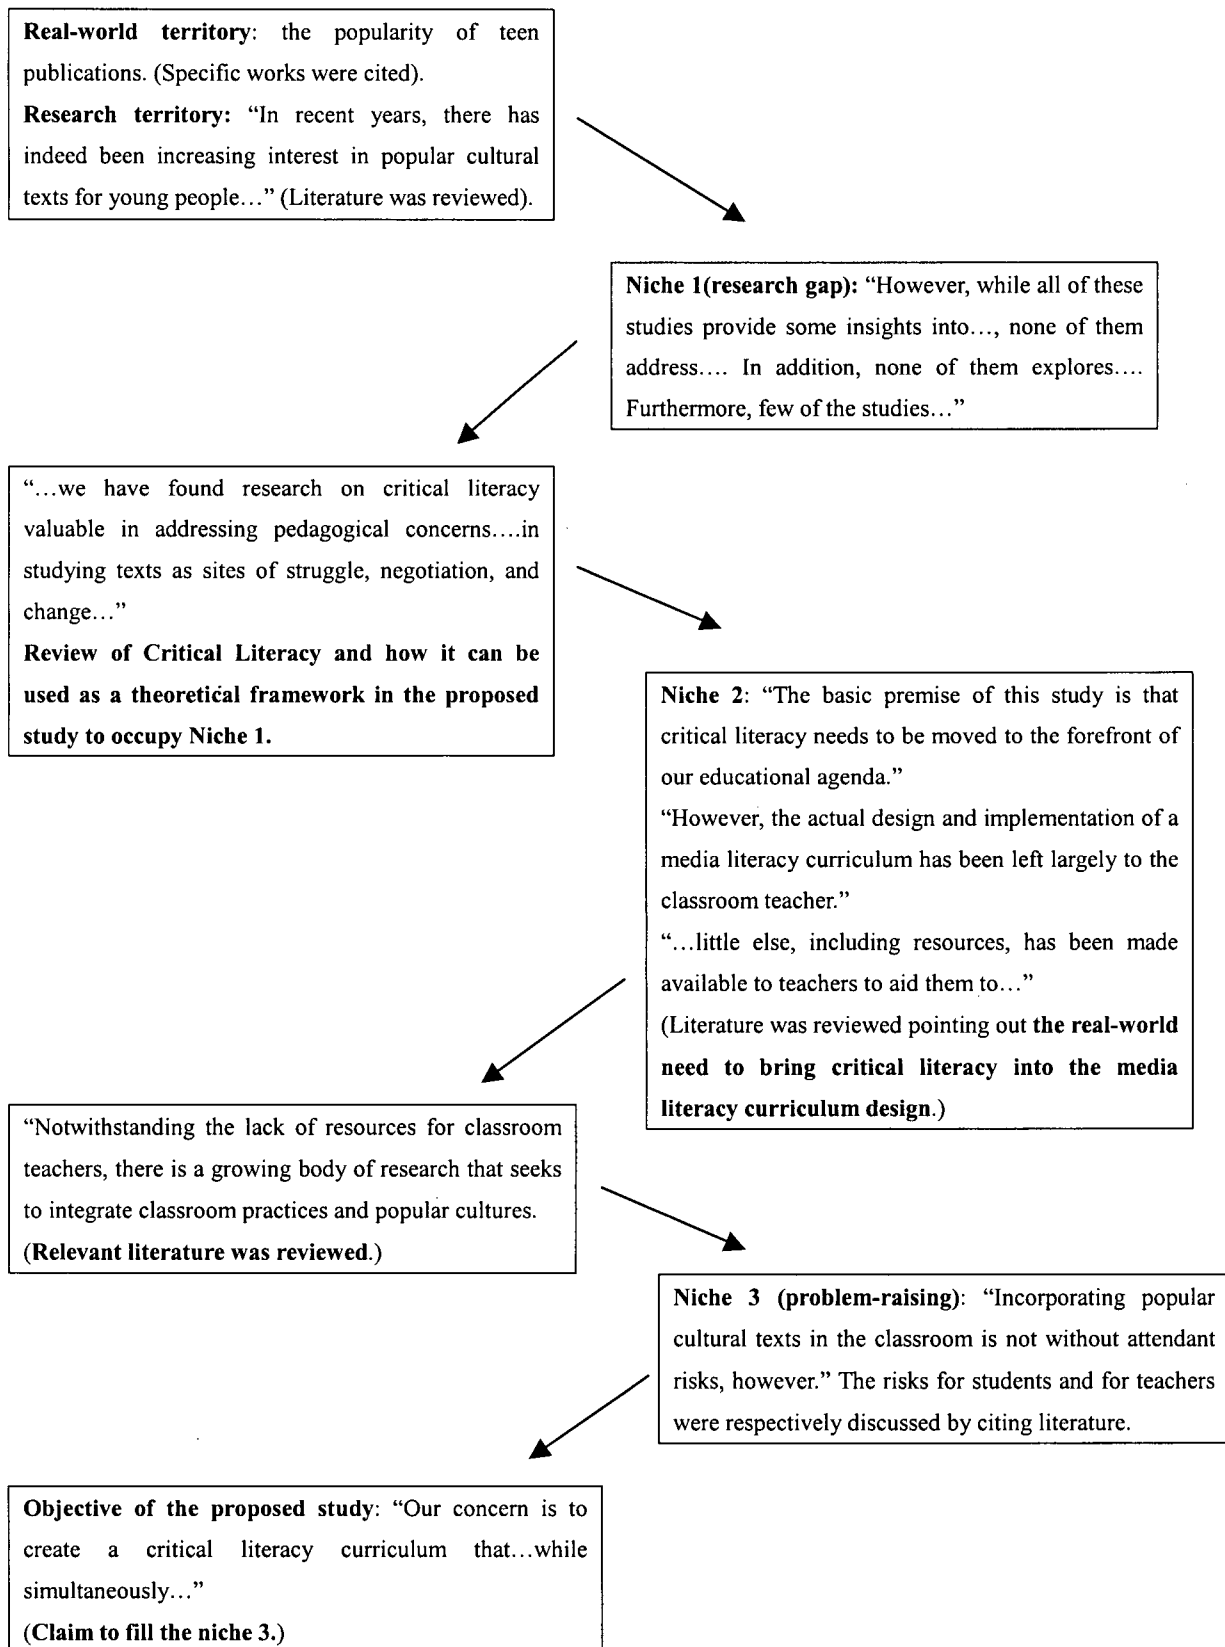 Real-world territory: the popularity of teen
publications. (Specific works were cited).
Research territory: “In recent years, there has
indeed been increasing interest in popular cultural
texts for young people…” (Literature was reviewed).
Niche 1(research gap): “However, while all of these
studies provide some insights into…, none of them
address…. In addition, none of them explores….
Furthermore, few of the studies…”
“…we have found research on critical literacy
valuable in addressing pedagogical concerns….in
studying texts as sites of struggle, negotiation, and
change…”
Review of Critical Literacy and how it can be
used as a theoretical framework in the proposed
study to occupy Niche 1.
Niche 2: “The basic premise of this study is that
critical literacy needs to be moved to the forefront of
our educational agenda.”
“However, the actual design and implementation of a
media literacy curriculum has been left largely to the
classroom teacher.”
“…little else, including resources, has been made
available to teachers to aid them to…”
(Literature was reviewed pointing out the real-world
need to bring critical literacy into the media
literacy curriculum design.)
“Notwithstanding the lack of resources for classroom
teachers, there is a growing body of research that seeks
to integrate classroom practices and popular cultures.
(Relevant literature was reviewed.)
Niche 3 (problem-raising): “Incorporating popular
cultural texts in the classroom is not without attendant
risks, however.” The risks for students and for teachers
were respectively discussed by citing literature.
Objective of the proposed study: “Our concern is to
create a critical literacy curriculum that…while
simultaneously…”
(Claim to fill the niche 3.)